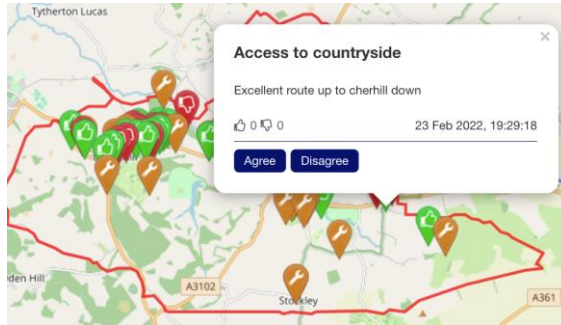 Tytherton Lucas
×
Access to countryside
Excellent route up to cherhill down
0 0
23 Feb 2022, 19:29:18
Agree Disagree
den Hill
A3102
Stockley
A361